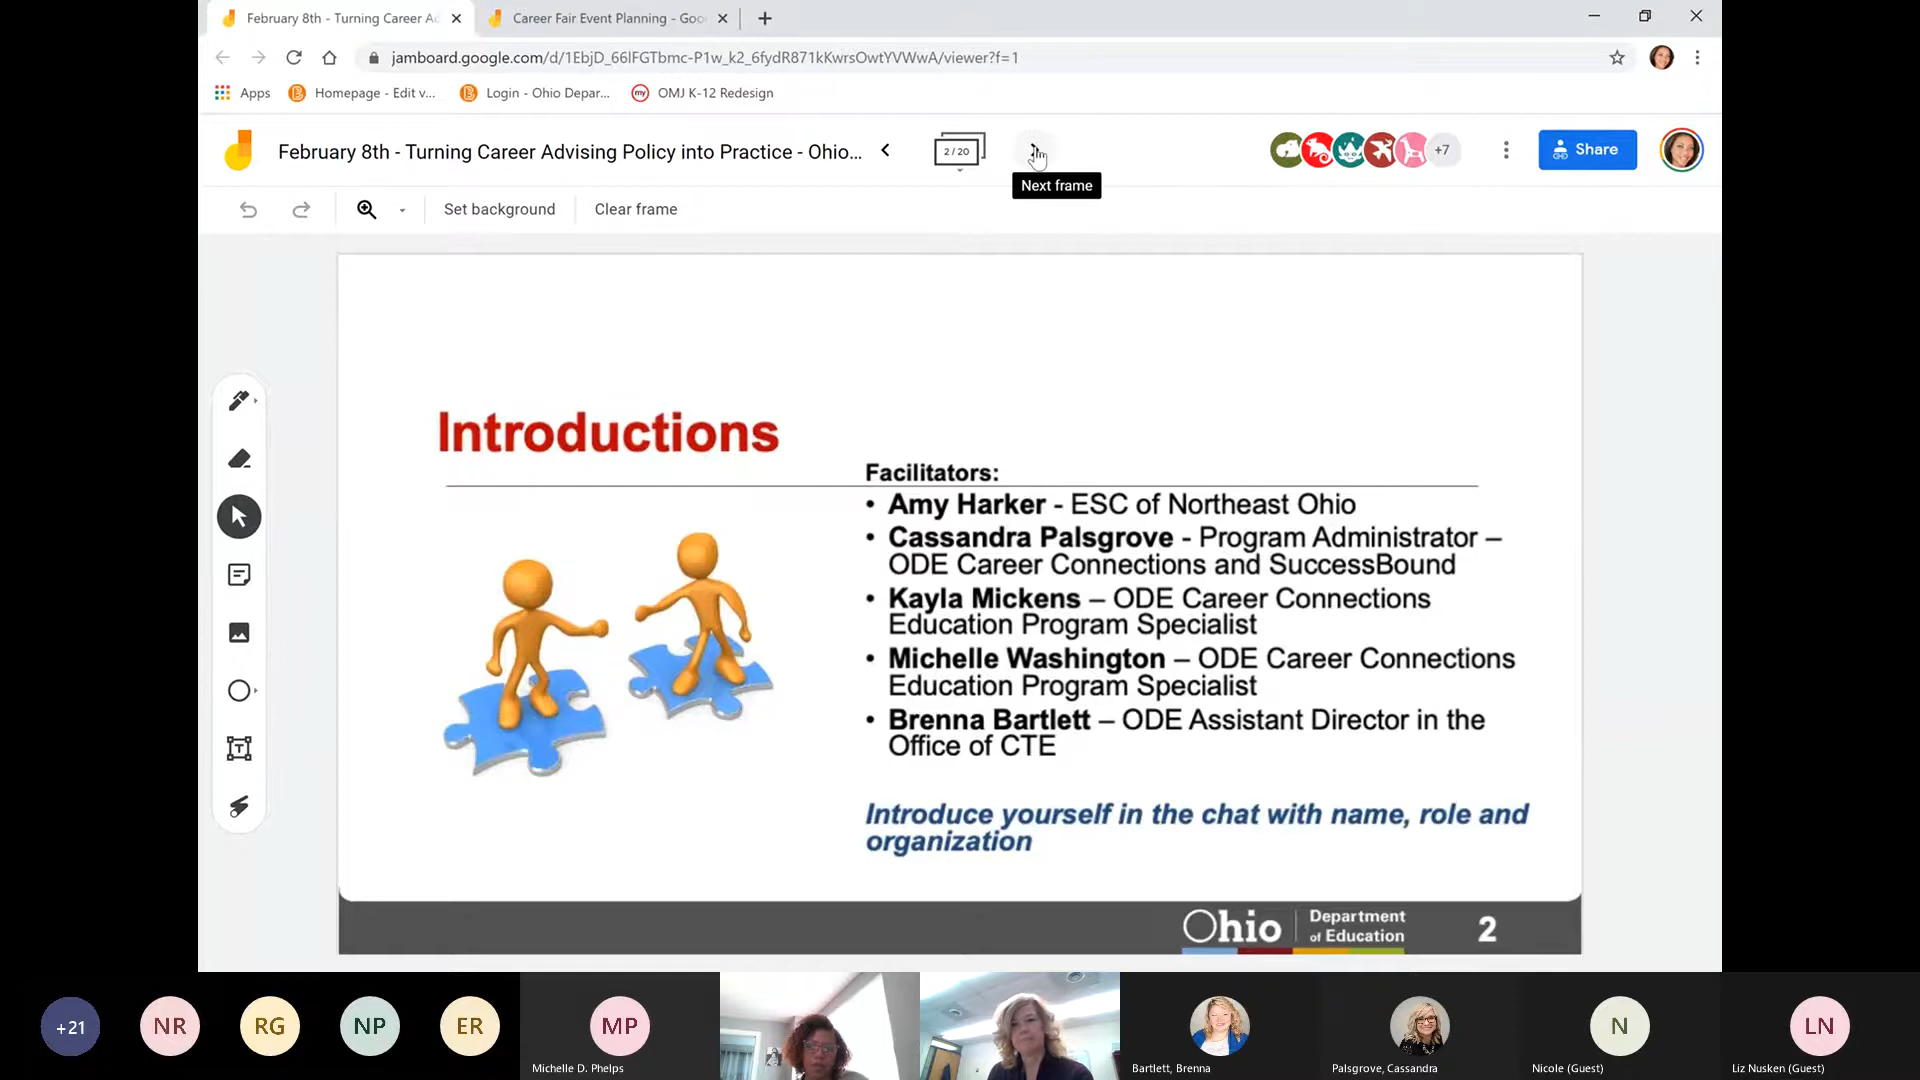 February 8th - Turning Career Ad
Career Fair Event Planning - Goo
jamboard.google.com/d/1EbjD_66lFGTbmc-P1w_k2_6fydR871kKwrsOwtYVWwA/viewer?f=1
Apps
Homepage - Edit v...
Login - Ohio Depar...
my
OMJ K-12 Redesign
February 8th - Turning Career Advising Policy into Practice - Ohio...
2 / 20
+7
Share
Next frame
Set background
Clear frame
Introductions
Facilitators:
• Amy Harker - ESC of Northeast Ohio
• Cassandra Palsgrove - Program Administrator –
ODE Career Connections and SuccessBound
• Kayla Mickens – ODE Career Connections
Education Program Specialist
• Michelle Washington – ODE Career Connections
Education Program Specialist
• Brenna Bartlett – ODE Assistant Director in the
Office of CTE
Introduce yourself in the chat with name, role and
organization
Ohio
Department
of Education
2
+21
NR
RG
NP
ER
MP
N
LN
Michelle D. Phelps
Bartlett, Brenna
Palsgrove, Cassandra
Nicole (Guest)
Liz Nusken (Guest)